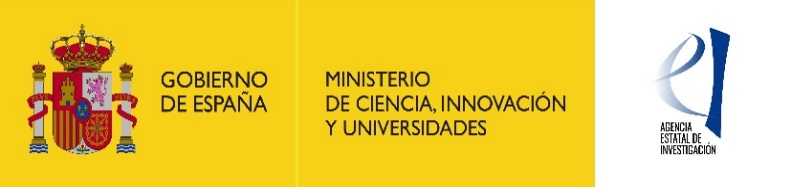 GOBIERNO
DE ESPAÑA
MINISTERIO
DE CIENCIA, INNOVACIÓN
Y UNIVERSIDADES
AGENCIA
ESTATAL DE
INVESTIGACIÓN